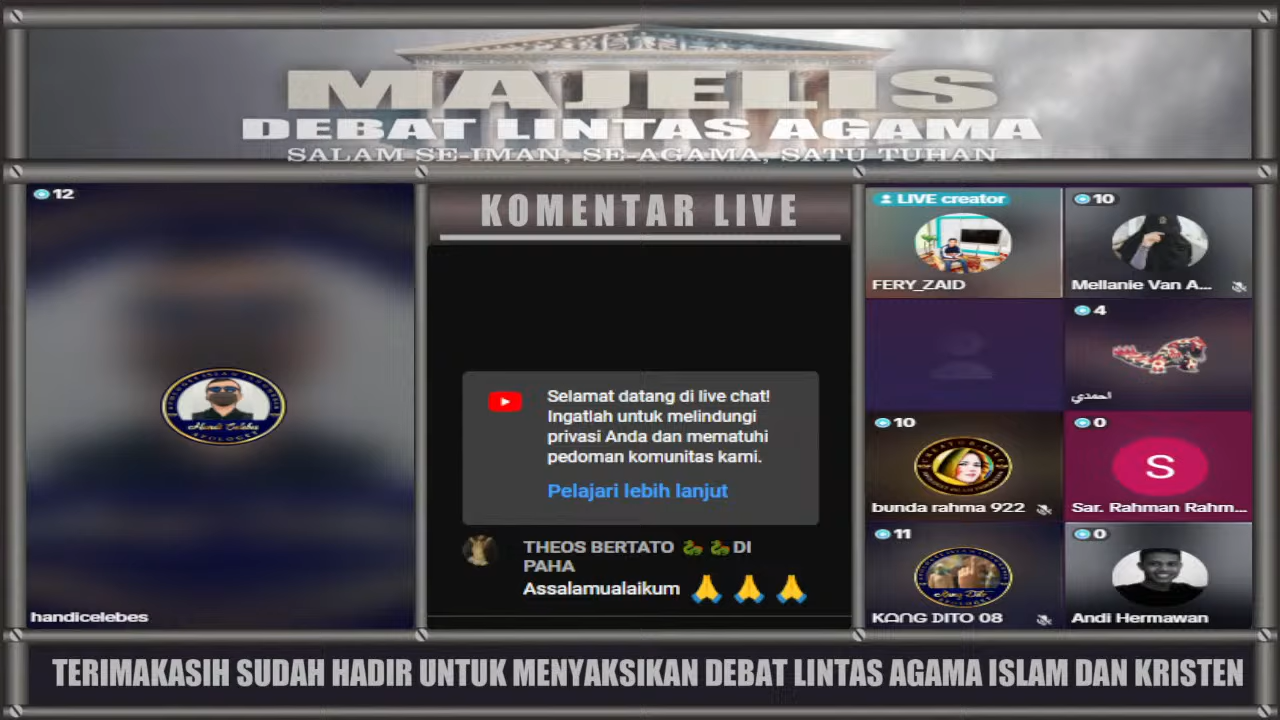 MAJELIS
DEBAT LINTAS AGAMA
SALAM SE-IMAN, SE-AGAMA, SATU TUHAN
12
handicelebes
KOMENTAR LIVE
Selamat datang di live chat!
Ingatlah untuk melindungi
privasi Anda dan mematuhi
pedoman komunitas kami.
Pelajari lebih lanjut
THEOS BERTATO 🐉 🐉DI
PAHA
Assalamualaikum 🙏 🙏 🙏
LIVE creator
FERY_ZAID
10
Mellanie Van A...
4
احمدي
10
bunda rahma 922
0
S
Sar. Rahman Rahm...
11
KANG DITO 08
0
Andi Hermawan
TERIMAKASIH SUDAH HADIR UNTUK MENYAKSIKAN DEBAT LINTAS AGAMA ISLAM DAN KRISTEN